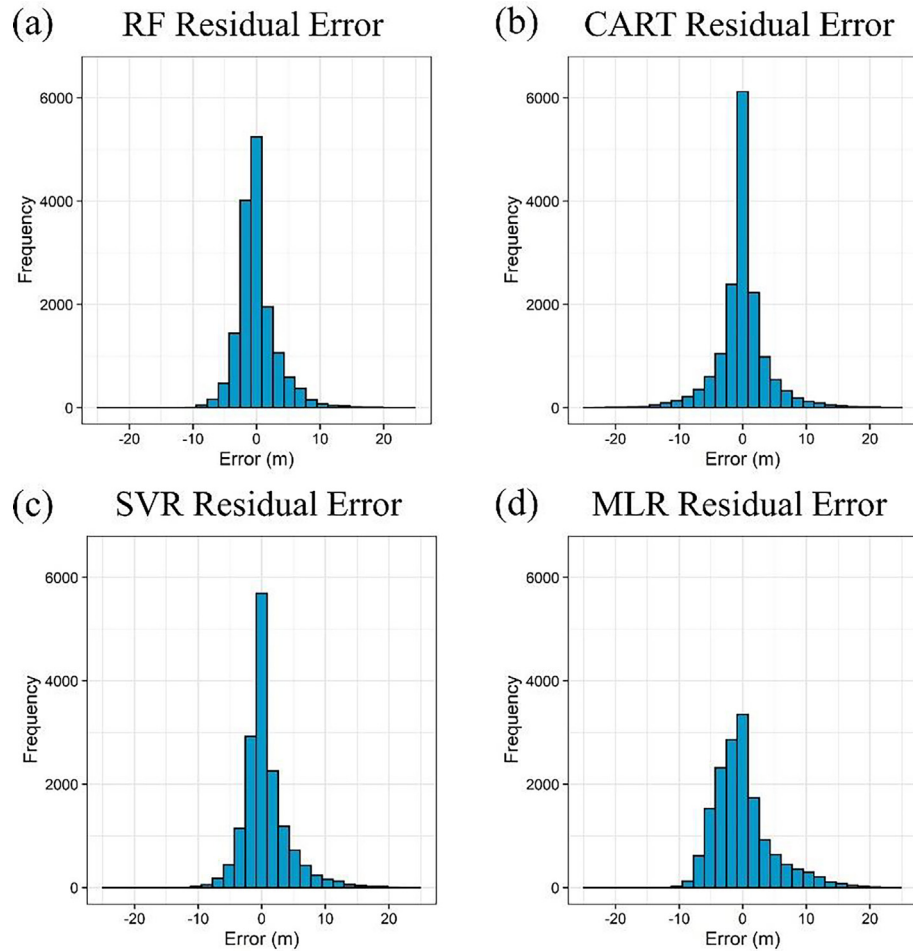 (a) RF Residual Error
6000
4000
2000
0
Frequency
-20 -10 0 10 20
Error (m)
(b) CART Residual Error
6000
4000
2000
0
Frequency
-20 -10 0 10 20
Error (m)
(c) SVR Residual Error
6000
4000
2000
0
Frequency
-20 -10 0 10 20
Error (m)
(d) MLR Residual Error
6000
4000
2000
0
Frequency
-20 -10 0 10 20
Error (m)